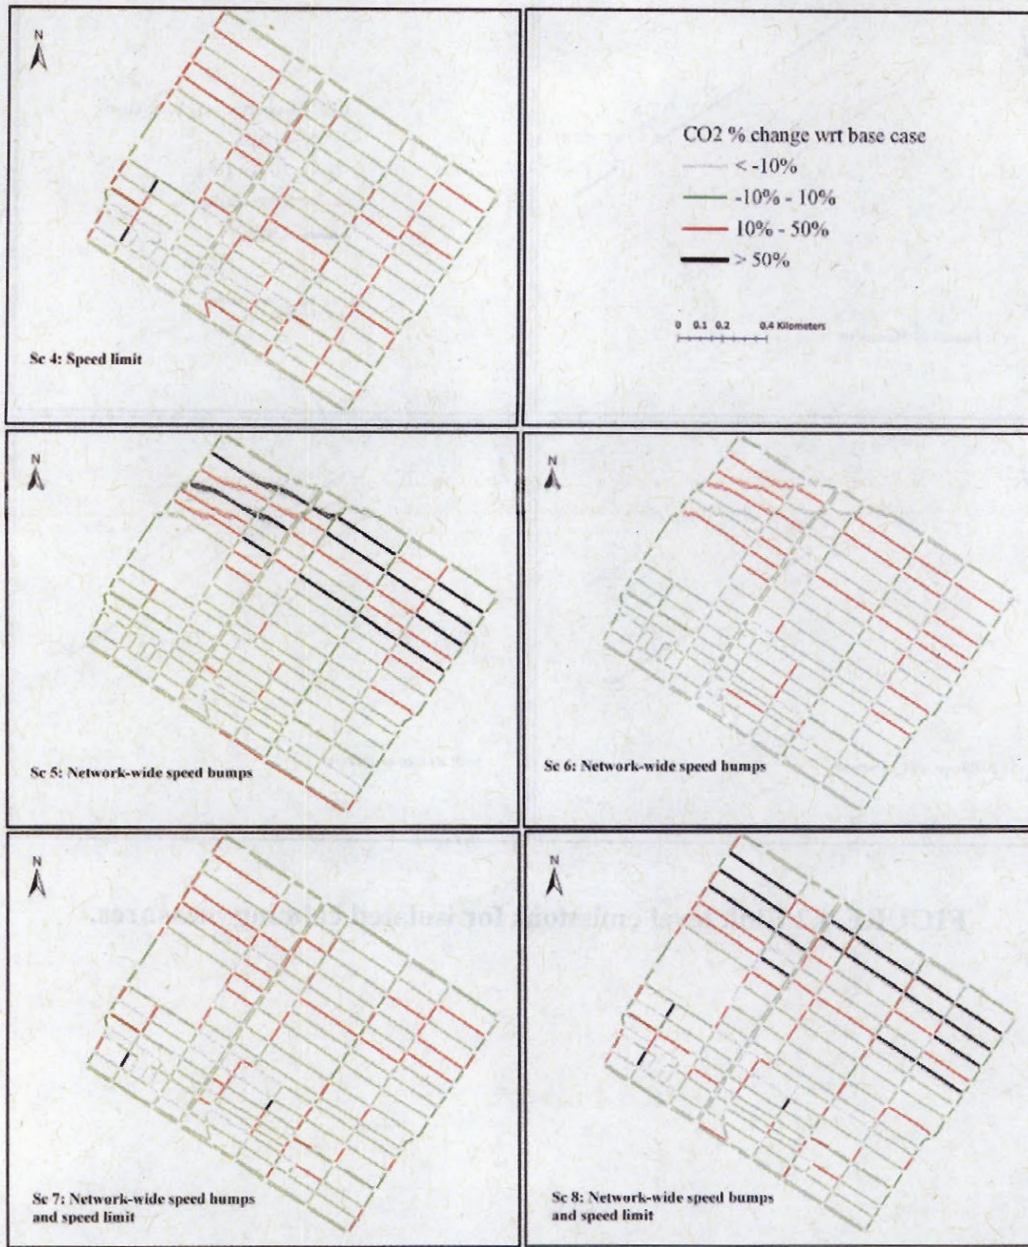 N
Sc 4: Speed limit
CO2 % change wrt base case
< -10%
-10% - 10%
10% - 50%
> 50%
0 0.1 0.2 0.4 Kilometers
N
Sc 5: Network-wide speed bumps
N
Sc 6: Network-wide speed humps
N
Sc 7: Network-wide speed humps
and speed limit
N
Sc 8: Network-wide speed bumps
and speed limit